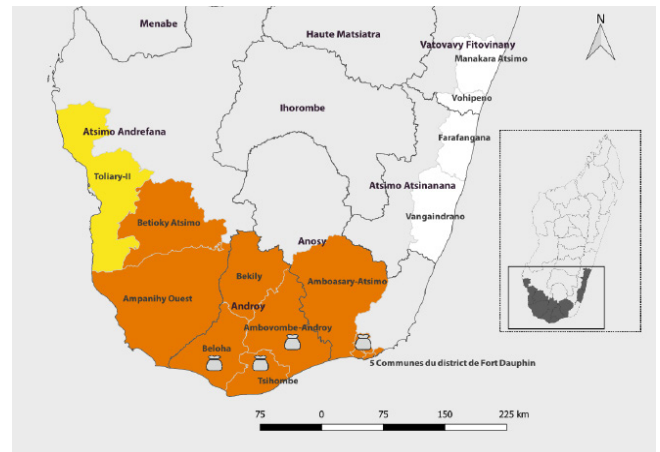 Menabe
Haute Matsiatra
N
Vatovavy Fitovinany
Manakara Atsimo
Vohipeno
Ihorombe
Atsimo Andrefana
Farafangana
Toliary-II
Atsimo Atsinanana
Betioky Atsimo
Vangaindrano
Anosy
Bekily
Amboasary-Atsimo
Ampanihy Ouest
Androy
Ambovombe-Androy
Beloha
5 Communes du district de Fort Dauphin
Tsihombe
75 0 75 150 225 km